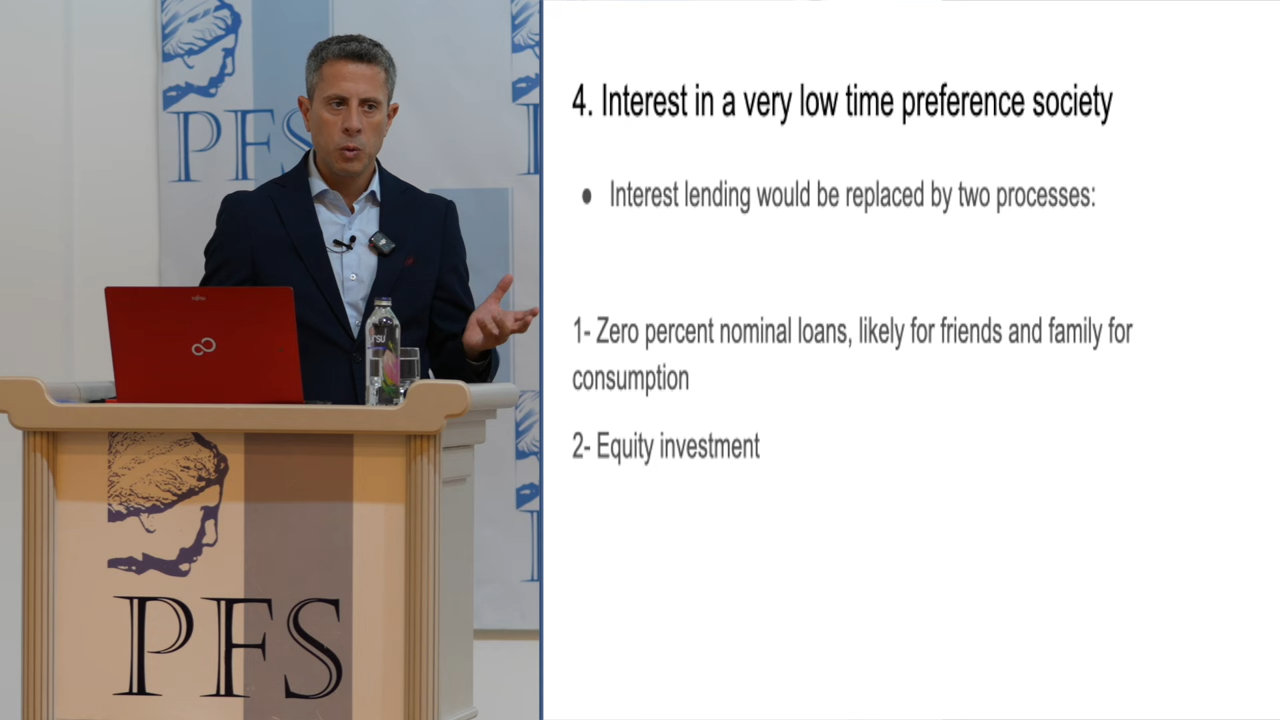 PFS
4. Interest in a very low time preference society
● Interest lending would be replaced by two processes:
1- Zero percent nominal loans, likely for friends and family for
consumption
2- Equity investment
PFS